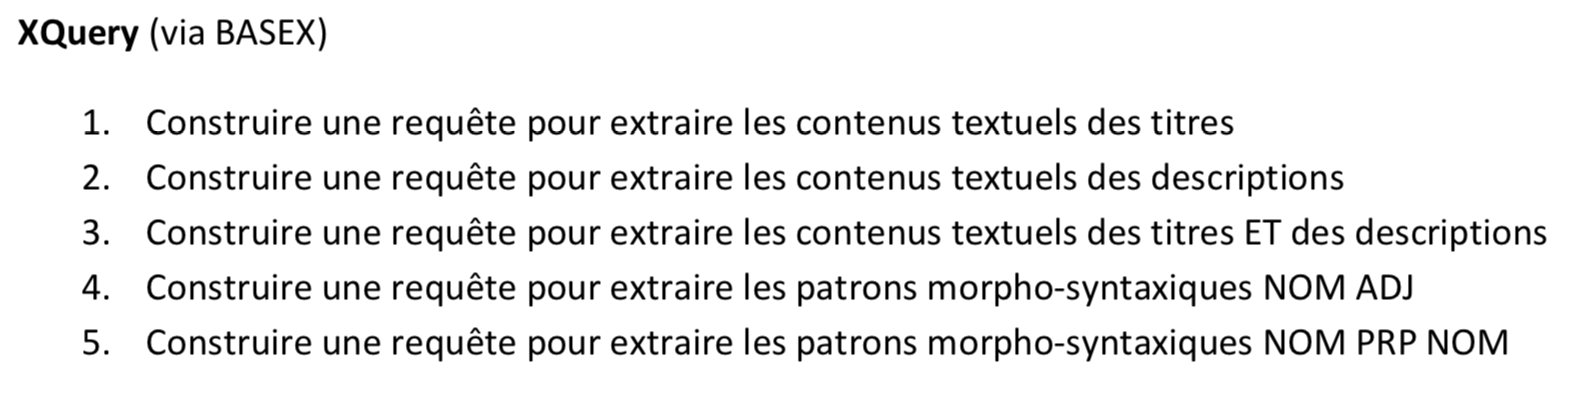 XQuery (via BASEX)
1. Construire une requête pour extraire les contenus textuels des titres
2. Construire une requête pour extraire les contenus textuels des descriptions
3. Construire une requête pour extraire les contenus textuels des titres ET des descriptions
4. Construire une requête pour extraire les patrons morpho-syntaxiques NOM ADJ
5. Construire une requête pour extraire les patrons morpho-syntaxiques NOM PRP NOM